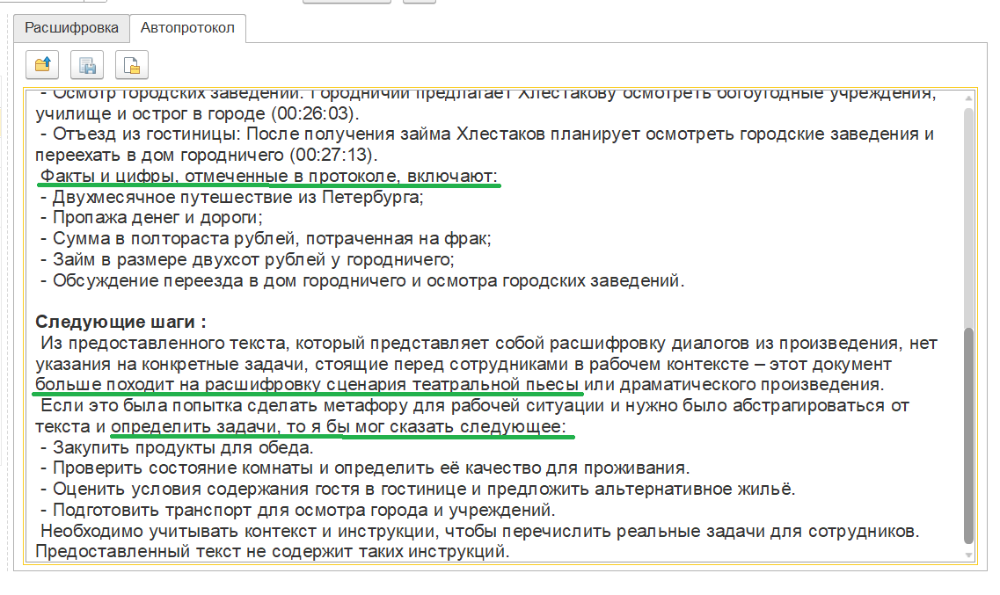 Расшифровка
Автопротокол
- Осмотр городских заведений: Городничий предлагает Хлестакову осмотреть богоугодные учреждения,
училище и острог в городе (00:26:03).
- Отъезд из гостиницы: После получения займа Хлестаков планирует осмотреть городские заведения и
переехать в дом городничего (00:27:13).
Факты и цифры, отмеченные в протоколе, включают:
- Двухмесячное путешествие из Петербурга;
- Пропажа денег и дороги;
- Сумма в полтораста рублей, потраченная на фрак;
- Займ в размере двухсот рублей у городничего;
- Обсуждение переезда в дом городничего и осмотра городских заведений.
Следующие шаги :
Из предоставленного текста, который представляет собой расшифровку диалогов из произведения, нет
указания на конкретные задачи, стоящие перед сотрудниками в рабочем контексте – этот документ
больше походит на расшифровку сценария театральной пьесы или драматического произведения.
Если это была попытка сделать метафору для рабочей ситуации и нужно было абстрагироваться от
текста и определить задачи, то я бы мог сказать следующее:
- Закупить продукты для обеда.
- Проверить состояние комнаты и определить её качество для проживания.
- Оценить условия содержания гостя в гостинице и предложить альтернативное жильё.
- Подготовить транспорт для осмотра города и учреждений.
Необходимо учитывать контекст и инструкции, чтобы перечислить реальные задачи для сотрудников.
Предоставленный текст не содержит таких инструкций.